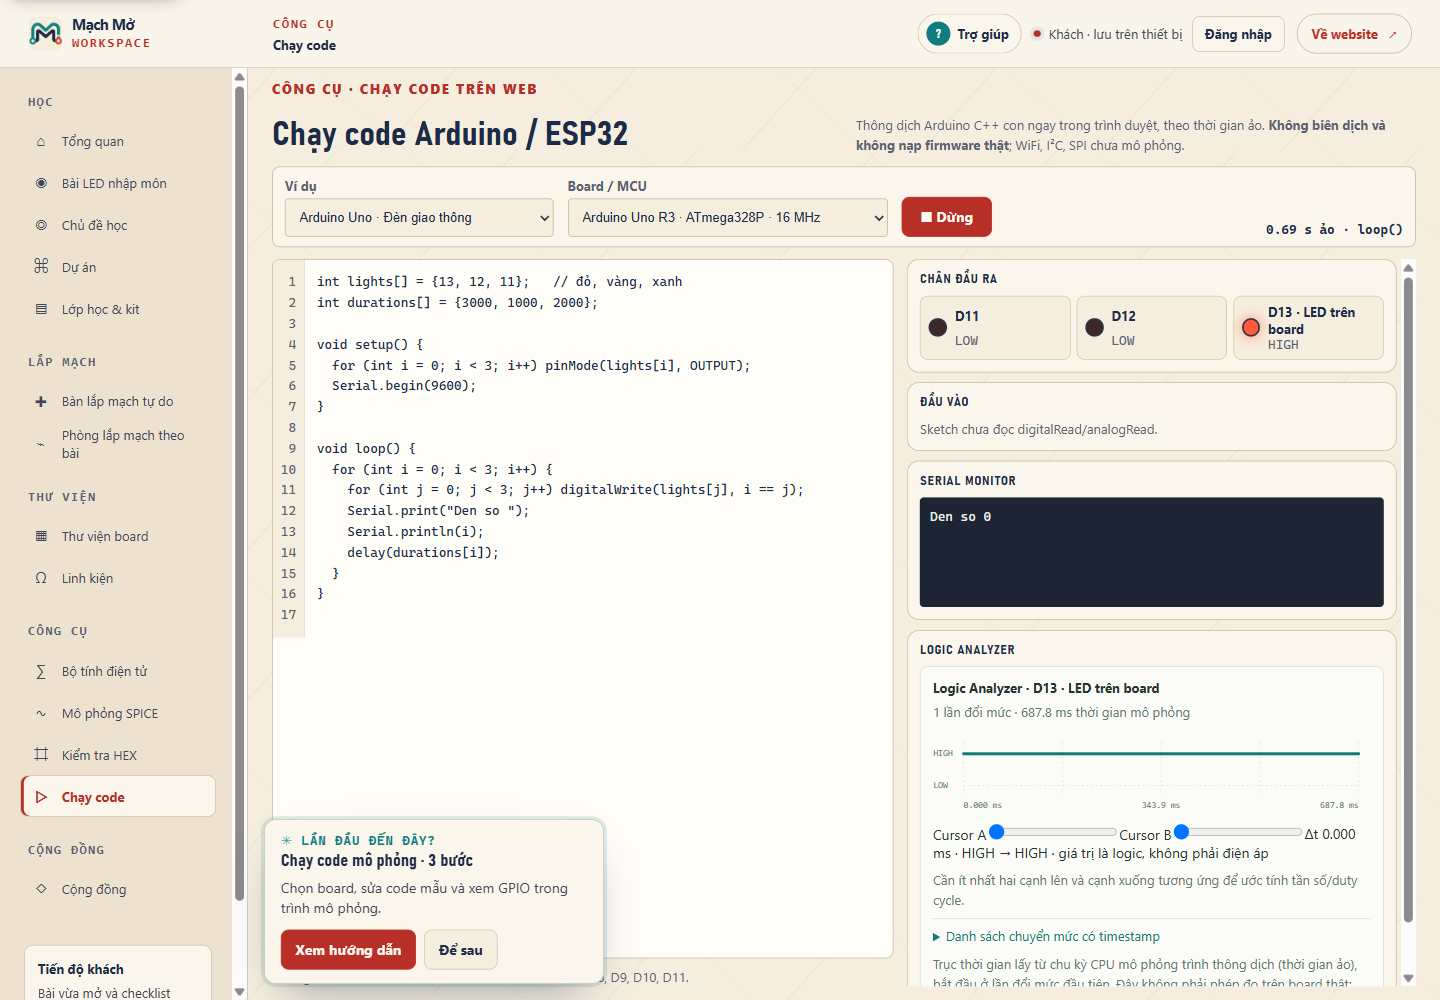 Mạch Mở
WORKSPACE
CÔNG CỤ
Chạy code
? Trợ giúp
Khách · lưu trên thiết bị
Đăng nhập
Về website ↗
HỌC
Tổng quan
Bài LED nhập môn
Chủ đề học
Dự án
Lớp học & kit
LẮP MẠCH
Bàn lắp mạch tự do
Phòng lắp mạch theo
bài
THƯ VIỆN
Thư viện board
Linh kiện
CÔNG CỤ
Bộ tính điện tử
Mô phỏng SPICE
Kiểm tra HEX
Chạy code
CỘNG ĐỒNG
Cộng đồng
Tiến độ khách
Bài vừa mở và checklist
CÔNG CỤ · CHẠY CODE TRÊN WEB
Chạy code Arduino / ESP32
Thông dịch Arduino C++ con ngay trong trình duyệt, theo thời gian ảo. Không biên dịch và
không nạp firmware thật; WiFi, I²C, SPI chưa mô phỏng.
Ví dụ
Arduino Uno · Đèn giao thông
Board / MCU
Arduino Uno R3 · ATmega328P · 16 MHz
Dừng
0.69 s ảo · loop()
1 int lights[] = {13, 12, 11};   // đỏ, vàng, xanh
2 int durations[] = {3000, 1000, 2000};
3
4 void setup() {
5   for (int i = 0; i < 3; i++) pinMode(lights[i], OUTPUT);
6   Serial.begin(9600);
7 }
8
9 void loop() {
10   for (int i = 0; i < 3; i++) {
11     for (int j = 0; j < 3; j++) digitalWrite(lights[j], i == j);
12     Serial.print("Den so ");
13     Serial.println(i);
14     delay(durations[i]);
15   }
16 }
17
✳ LẦN ĐẦU ĐẾN ĐÂY?
Chạy code mô phỏng · 3 bước
Chọn board, sửa code mẫu và xem GPIO trong
trình mô phỏng.
Xem hướng dẫn
Để sau
, D9, D10, D11.
CHÂN ĐẦU RA
D11
LOW
D12
LOW
D13 · LED trên
board
HIGH
ĐẦU VÀO
Sketch chưa đọc digitalRead/analogRead.
SERIAL MONITOR
Den so 0
LOGIC ANALYZER
Logic Analyzer · D13 · LED trên board
1 lần đổi mức · 687.8 ms thời gian mô phỏng
HIGH
LOW
0.000 ms
343.9 ms
687.8 ms
Cursor A Cursor B Δt 0.000
ms · HIGH → HIGH · giá trị là logic, không phải điện áp
Cần ít nhất hai cạnh lên và cạnh xuống tương ứng để ước tính tần số/duty
cycle.
▶ Danh sách chuyển mức có timestamp
Trục thời gian lấy từ chu kỳ CPU mô phỏng trình thông dịch (thời gian ảo),
bắt đầu ở lần đổi mức đầu tiên. Đây không phải phép đo trên board thật;